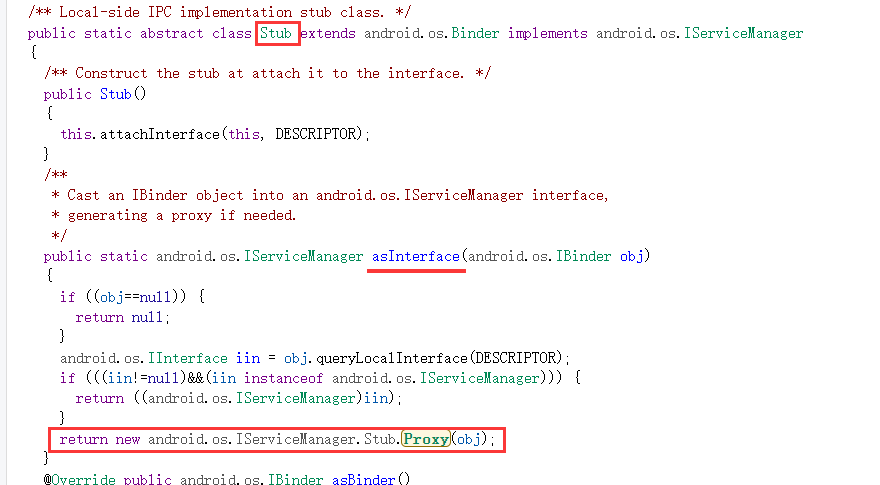 /** Local-side IPC implementation stub class. */
public static abstract class Stub extends android.os.Binder implements android.os.IServiceManager
{
/** Construct the stub at attach it to the interface. */
public Stub()
{
this.attachInterface(this, DESCRIPTOR);
}
/**
* Cast an IBinder object into an android.os.IServiceManager interface,
* generating a proxy if needed.
*/
public static android.os.IServiceManager asInterface(android.os.IBinder obj)
{
if ((obj==null)) {
return null;
}
android.os.IInterface iin = obj.queryLocalInterface(DESCRIPTOR);
if (((iin!=null)&&(iin instanceof android.os.IServiceManager))) {
return ((android.os.IServiceManager)iin);
}
return new android.os.IServiceManager.Stub.Proxy(obj);
}
@Override public android.os.IBinder asBinder()